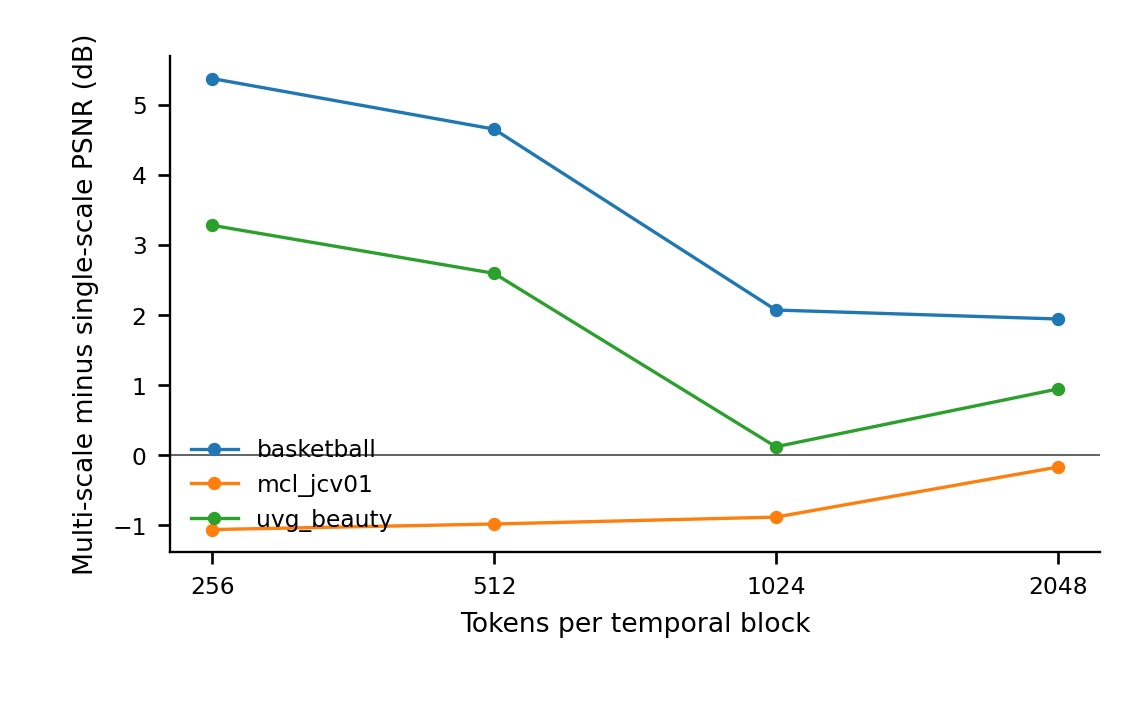 Multi-scale minus single-scale PSNR (dB)
5
4
3
2
1
0
−1
basketball
mcl_jcv01
uvg_beauty
256 512 1024 2048
Tokens per temporal block